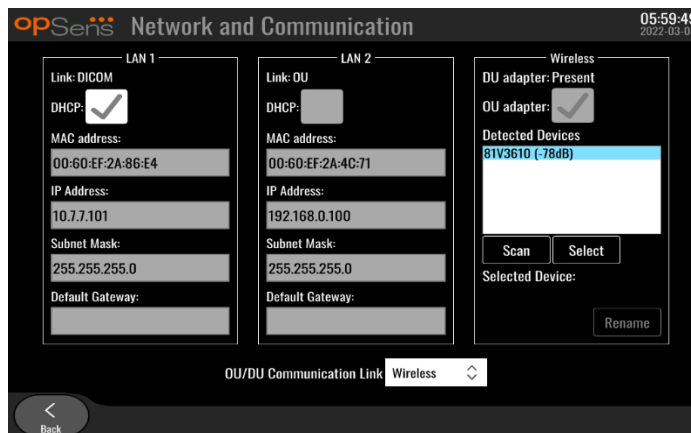 opSens Network and Communication
05:59:49
2022-03-0
LAN 1
Link: DICOM
DHCP:
MAC address:
00:60:EF:2A:86:E4
IP Address:
10.7.7.101
Subnet Mask:
255.255.255.0
Default Gateway:
LAN 2
Link: OU
DHCP:
MAC address:
00:60:EF:2A:4C:71
IP Address:
192.168.0.100
Subnet Mask:
255.255.255.0
Default Gateway:
Wireless
DU adapter: Present
OU adapter:
Detected Devices
81V3610 (-78dB)
Scan Select
Selected Device:
Rename
OU/DU Communication Link Wireless
Back